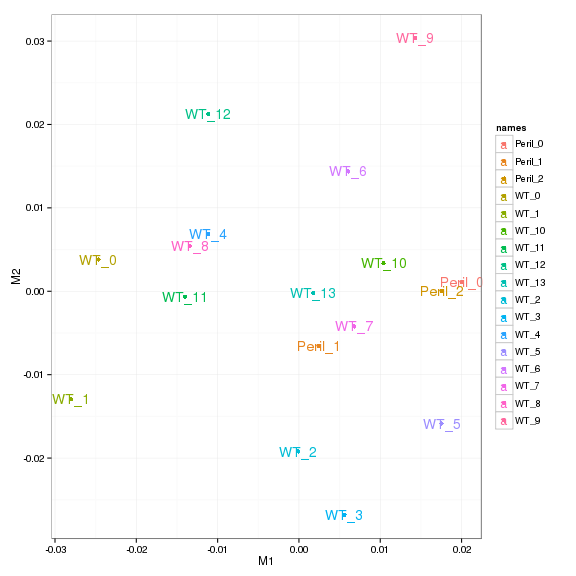 WT_9
0.03
WT_12
0.02
names
Peril_0
Peril_1
WT_6
Peril_2
WT_0
0.01
WT_1
WT_4
WT_10
WT_8
WT_11
WT_0
WT_10
WT_12
M2
Peril_0
WT_13
0.00
WT_11
WT_13
Peril_2
WT_2
WT_7
WT_3
Peril_1
WT_4
WT_5
-0.01
WT_6
WT_1
WT_7
WT_5
WT_8
WT_9
WT_2
-0.02
WT_3
-0.03 -0.02 -0.01 0.00 0.01 0.02
M1